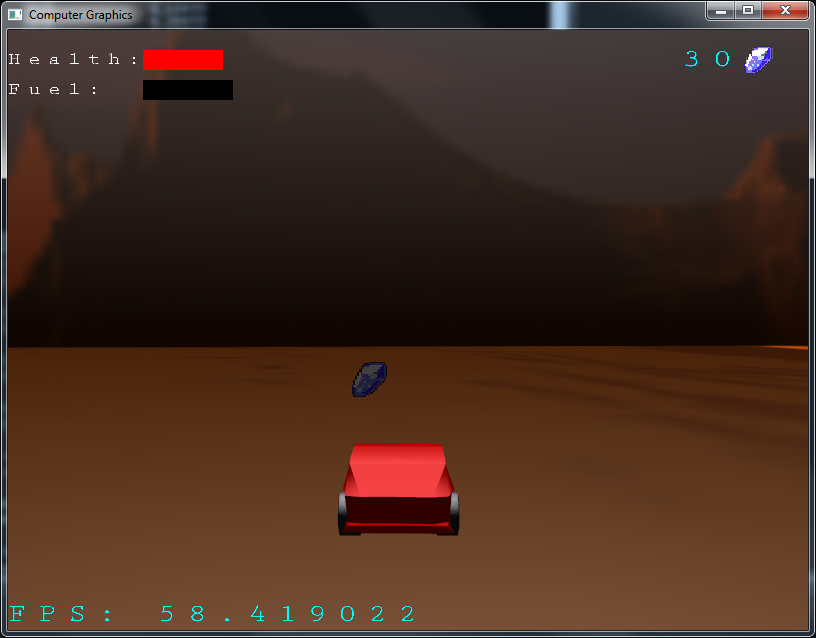 Computer Graphics
Health:
30
Fuel:
FPS: 58.419022